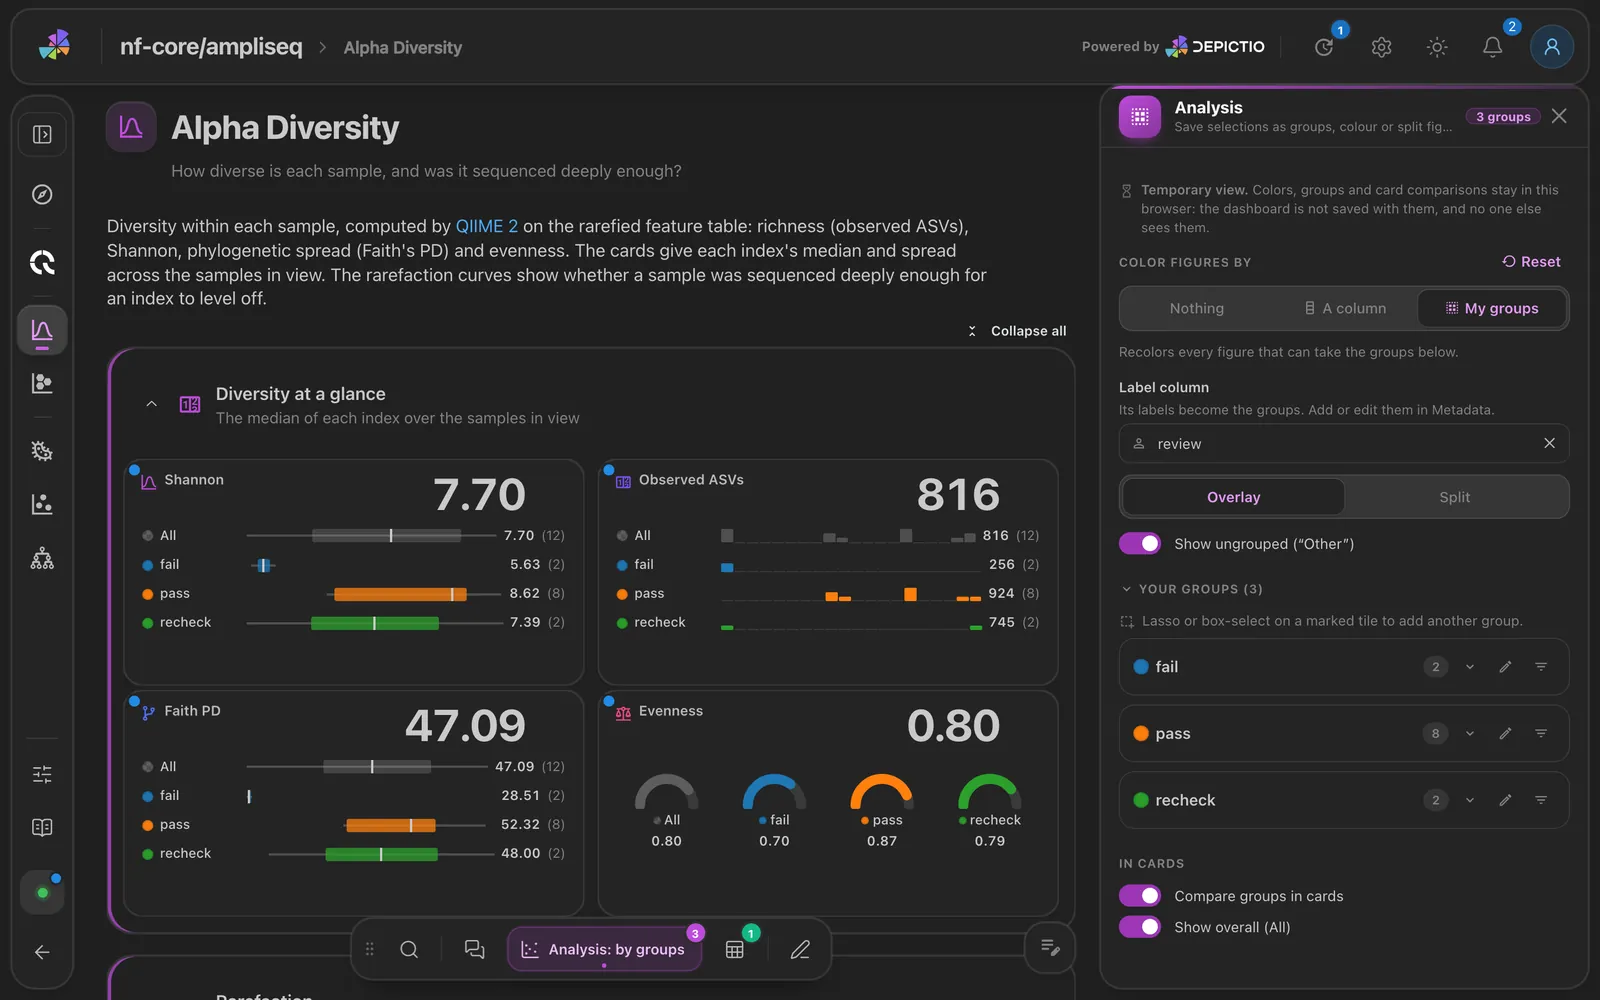 nf-core/ampliseq > Alpha Diversity
Powered by DEPICTIO
1
2
Alpha Diversity
How diverse is each sample, and was it sequenced deeply enough?
Diversity within each sample, computed by QIIME 2 on the rarefied feature table: richness (observed ASVs),
Shannon, phylogenetic spread (Faith's PD) and evenness. The cards give each index's median and spread
across the samples in view. The rarefaction curves show whether a sample was sequenced deeply enough for
an index to level off.
Collapse all
Diversity at a glance
The median of each index over the samples in view
Shannon
7.70
All 7.70 (12)
fail 5.63 (2)
pass 8.62 (8)
recheck 7.39 (2)
Observed ASVs
816
All 816 (12)
fail 256 (2)
pass 924 (8)
recheck 745 (2)
Faith PD
47.09
All 47.09 (12)
fail 28.51 (2)
pass 52.32 (8)
recheck 48.00 (2)
Evenness
0.80
All fail pass recheck
0.80 0.70 0.87 0.79
Analysis: by groups
3
1
Rarefaction
Analysis
Save selections as groups, colour or split fig...
3 groups
Temporary view. Colors, groups and card comparisons stay in this
browser: the dashboard is not saved with them, and no one else
sees them.
COLOR FIGURES BY
Reset
Nothing
A column
My groups
Recolors every figure that can take the groups below.
Label column
Its labels become the groups. Add or edit them in Metadata.
review
Overlay
Split
Show ungrouped (“Other”)
YOUR GROUPS (3)
Lasso or box-select on a marked tile to add another group.
fail 2
pass 8
recheck 2
IN CARDS
Compare groups in cards
Show overall (All)